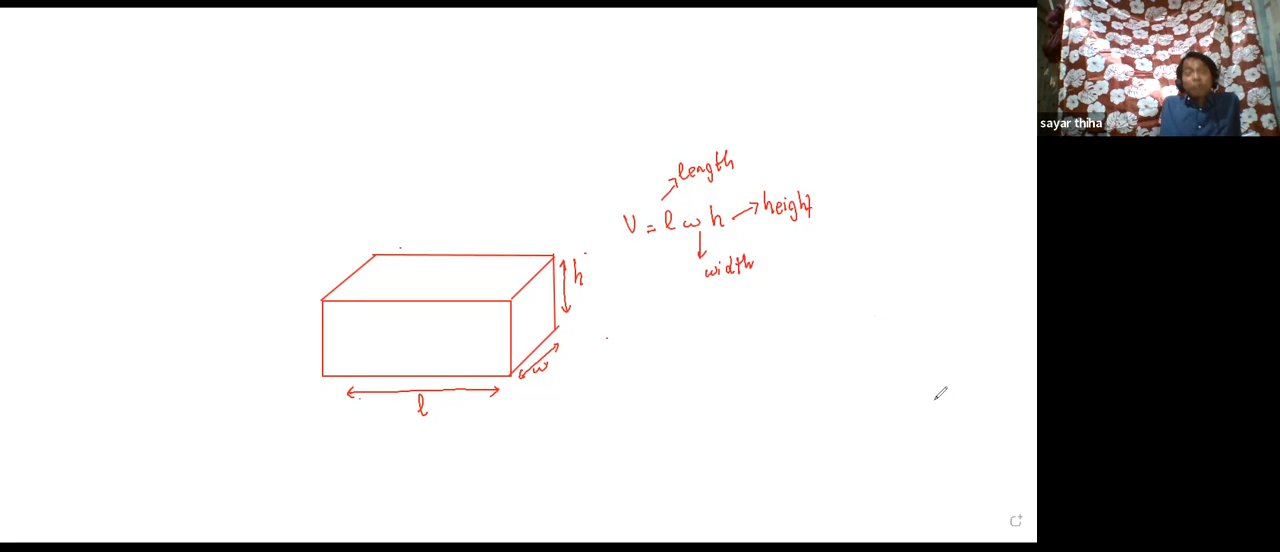 sayar thiha
length
V = l w h
height
width
h
w
l